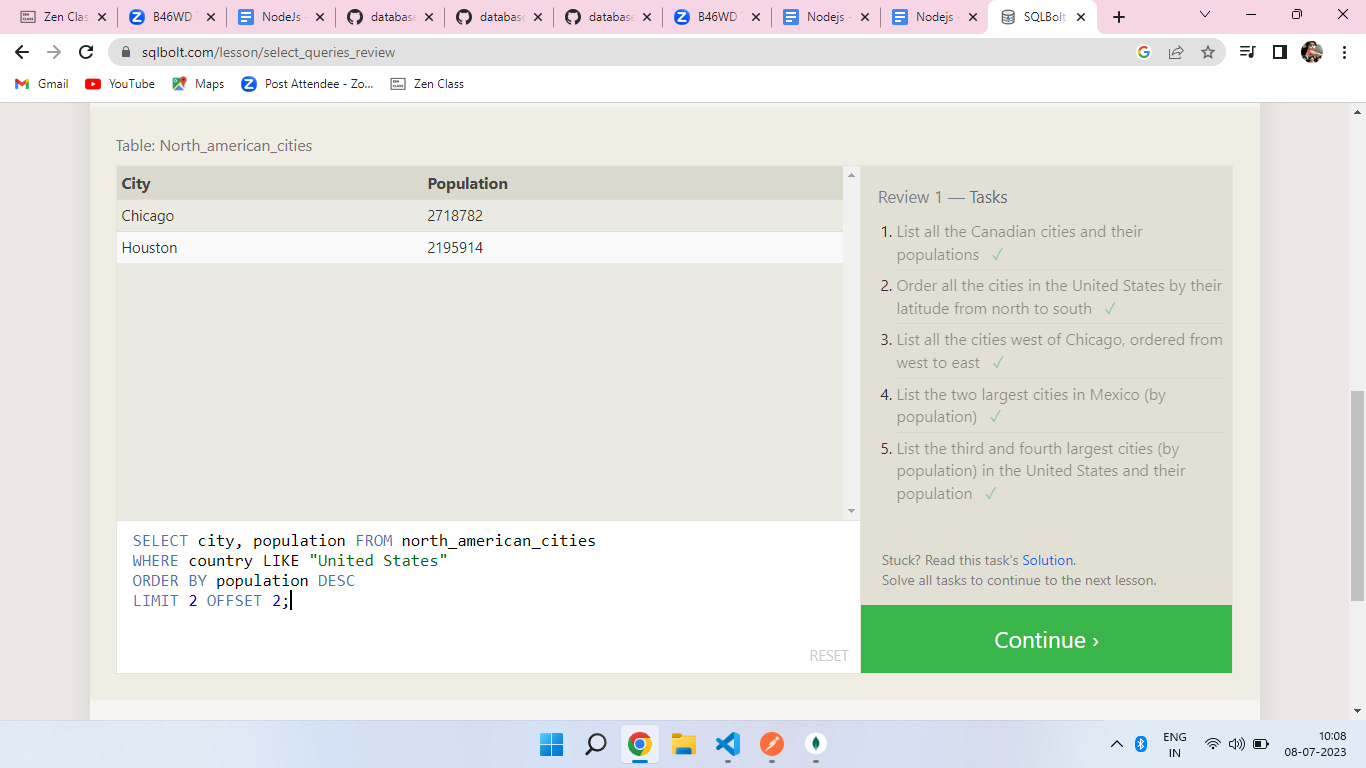 Zen Clas
B46WD T
NodeJs -
database
database
database
B46WD T
Nodejs -
Nodejs -
SQLBolt
sqlbolt.com/lesson/select_queries_review
Gmail
YouTube
Maps
Post Attendee - Zo...
Zen Class
Table: North_american_cities
City Population
Chicago 2718782
Houston 2195914
SELECT city, population FROM north_american_cities
WHERE country LIKE "United States"
ORDER BY population DESC
LIMIT 2 OFFSET 2;
RESET
Review 1 — Tasks
1. List all the Canadian cities and their
populations ✓
2. Order all the cities in the United States by their
latitude from north to south ✓
3. List all the cities west of Chicago, ordered from
west to east ✓
4. List the two largest cities in Mexico (by
population) ✓
5. List the third and fourth largest cities (by
population) in the United States and their
population ✓
Stuck? Read this task's Solution.
Solve all tasks to continue to the next lesson.
Continue ›
ENG
IN
10:08
08-07-2023